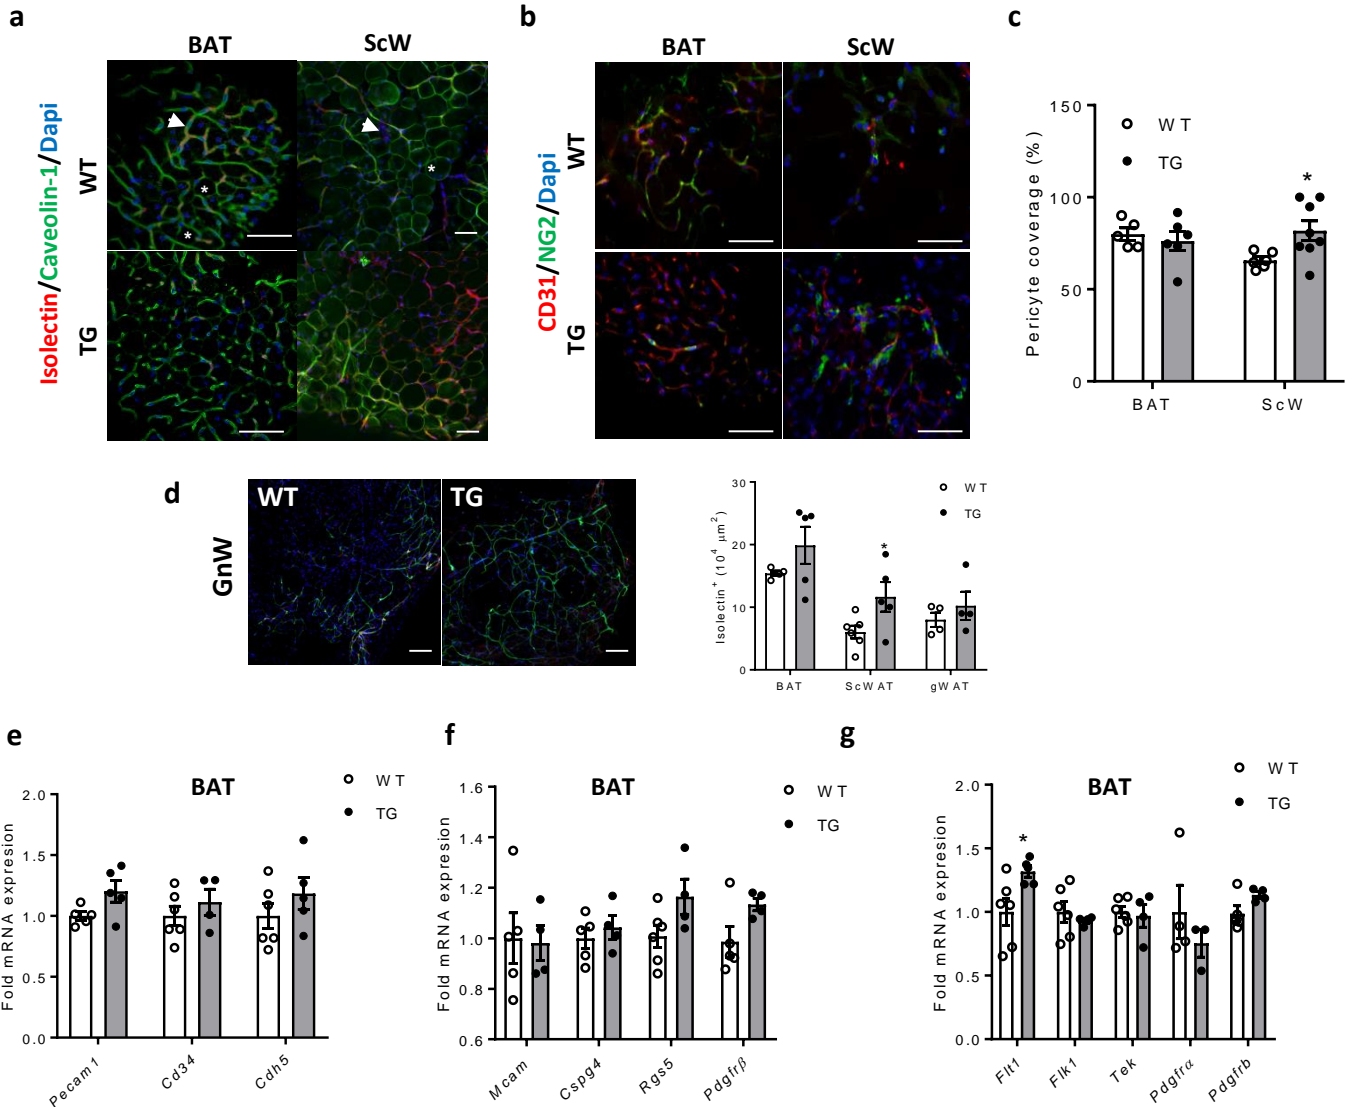 a
BAT
ScW
Isolectin/Caveolin-1/Dapi
WT
TG
*
*
*
b
BAT
ScW
CD31/NG2/Dapi
WT
TG
c
Pericyte coverage (%)
150
100
50
0
WT
TG
*
BAT
ScW
d
GnW
WT
TG
Isolectin⁺ (10⁴ µm²)
30
20
10
0
WT
TG
*
BAT
ScWAT
gWAT
e
BAT
WT
TG
Fold mRNA expresion
2.0
1.5
1.0
0.5
0.0
Pecam1
Cd34
Cdh5
f
BAT
WT
TG
Fold mRNA expresion
1.6
1.4
1.2
1.0
0.8
0.6
Mcam
Cspg4
Rgs5
Pdgfrβ
g
BAT
WT
TG
Fold mRNA expresion
2.0
1.5
1.0
0.5
0.0
*
Flt1
Flk1
Tek
Pdgfrα
Pdgfrb